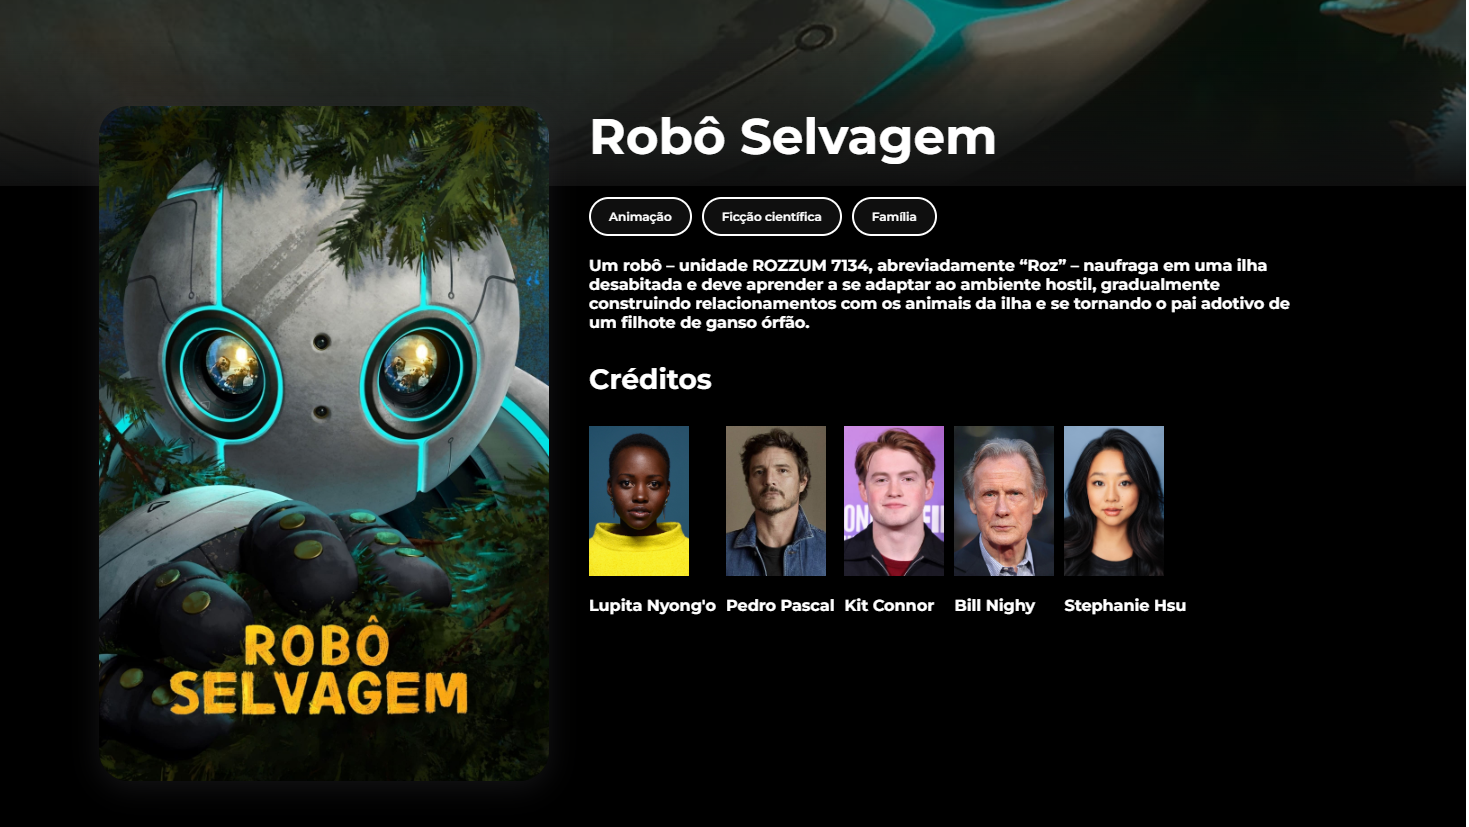 Robô Selvagem
Animação
Ficção científica
Família
Um robô – unidade ROZZUM 7134, abreviadamente “Roz” – naufraga em uma ilha
desabitada e deve aprender a se adaptar ao ambiente hostil, gradualmente
construindo relacionamentos com os animais da ilha e se tornando o pai adotivo de
um filhote de ganso órfão.
Créditos
Lupita Nyong'o
Pedro Pascal
Kit Connor
Bill Nighy
Stephanie Hsu
ROBÔ
SELVAGEM